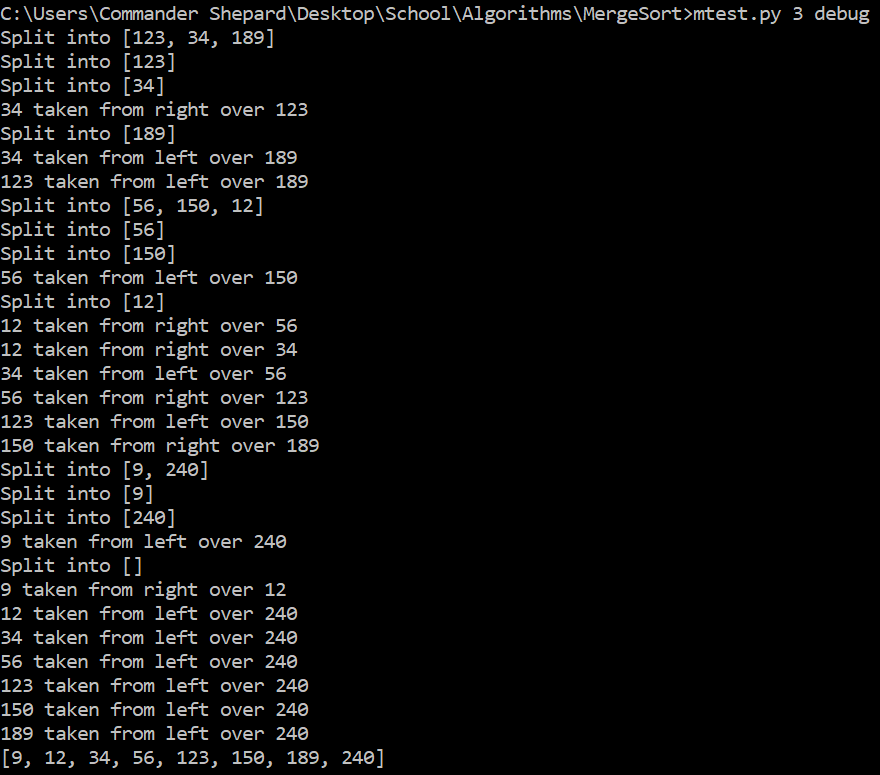 C:\Users\Commander Shepard\Desktop\School\Algorithms\MergeSort>mtest.py 3 debug
Split into [123, 34, 189]
Split into [123]
Split into [34]
34 taken from right over 123
Split into [189]
34 taken from left over 189
123 taken from left over 189
Split into [56, 150, 12]
Split into [56]
Split into [150]
56 taken from left over 150
Split into [12]
12 taken from right over 56
12 taken from right over 34
34 taken from left over 56
56 taken from right over 123
123 taken from left over 150
150 taken from right over 189
Split into [9, 240]
Split into [9]
Split into [240]
9 taken from left over 240
Split into []
9 taken from right over 12
12 taken from left over 240
34 taken from left over 240
56 taken from left over 240
123 taken from left over 240
150 taken from left over 240
189 taken from left over 240
[9, 12, 34, 56, 123, 150, 189, 240]